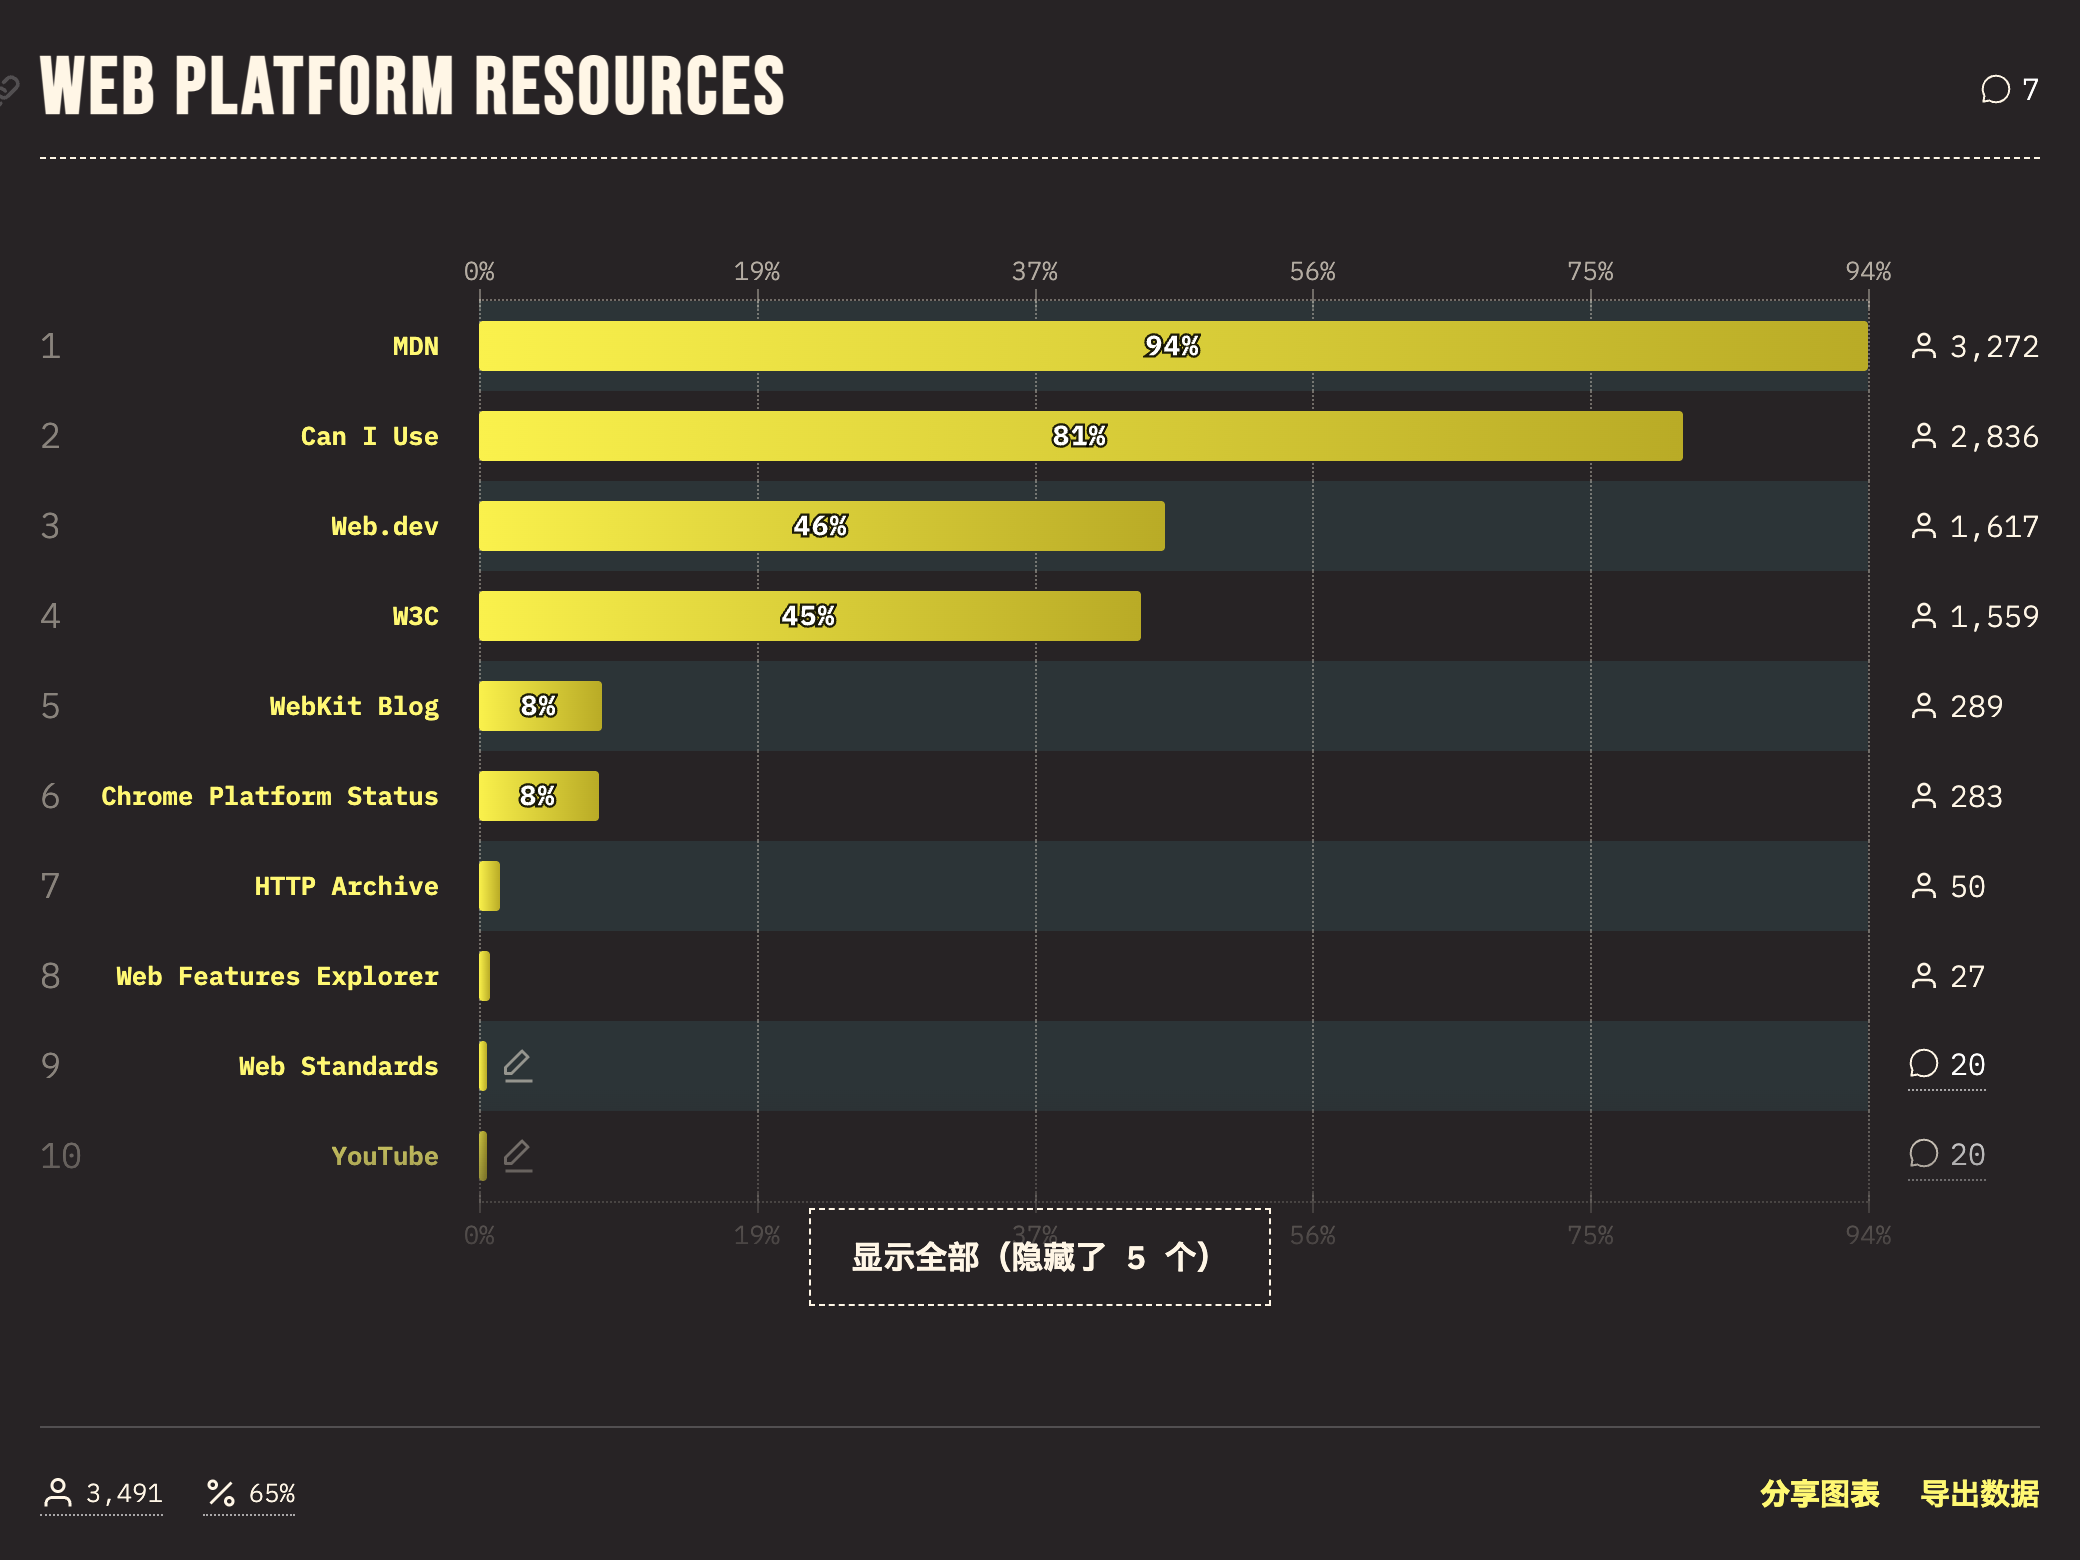 WEB PLATFORM RESOURCES
7
0% 19% 37% 56% 75% 94%
1 MDN 94% 3,272
2 Can I Use 81% 2,836
3 Web.dev 46% 1,617
4 W3C 45% 1,559
5 WebKit Blog 8% 289
6 Chrome Platform Status 8% 283
7 HTTP Archive 50
8 Web Features Explorer 27
9 Web Standards 20
10 YouTube 20
0% 19% 37% 56% 75% 94%
显示全部（隐藏了 5 个）
3,491 65% 分享图表 导出数据